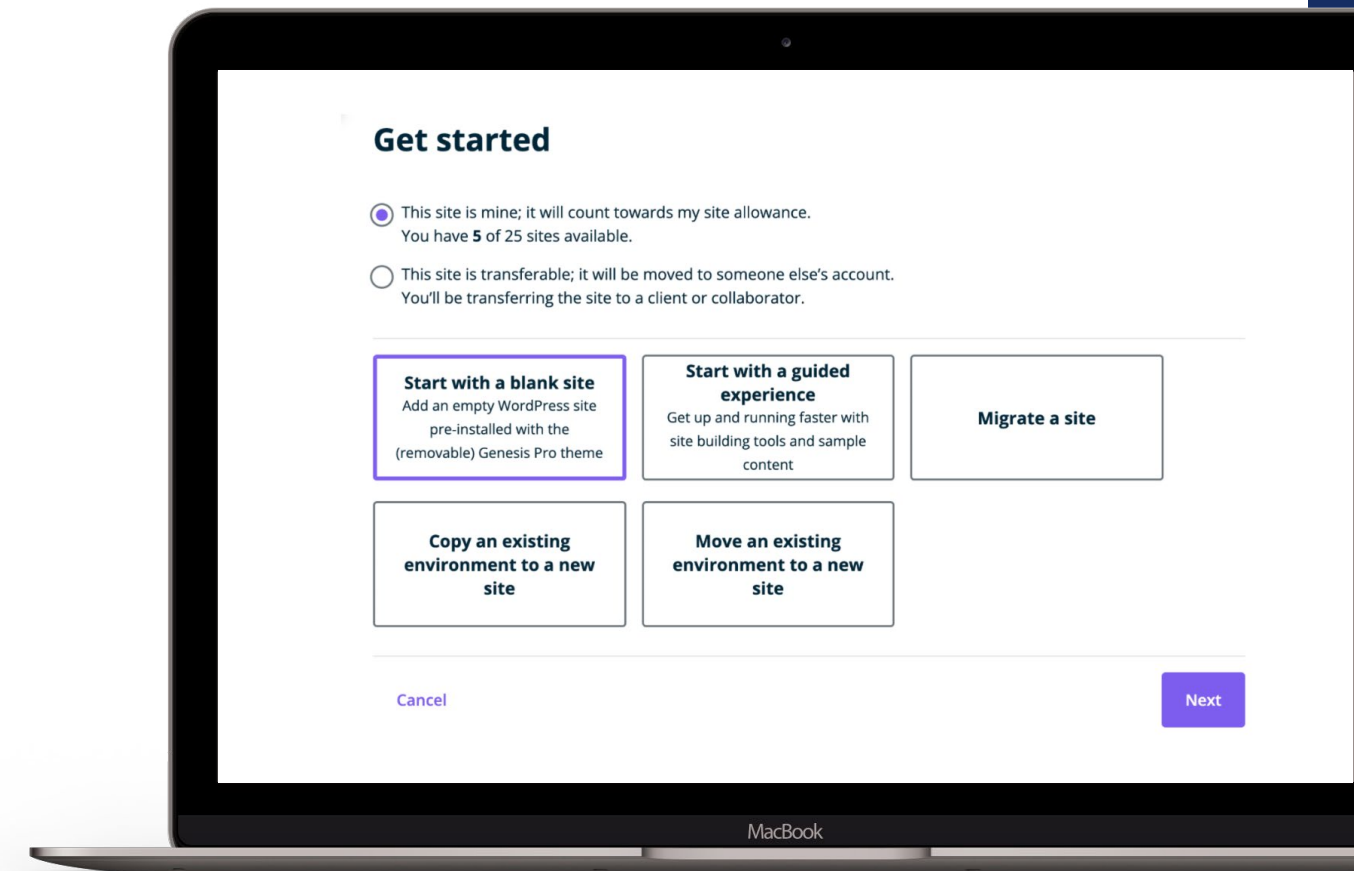 Get started
This site is mine; it will count towards my site allowance.
You have 5 of 25 sites available.
This site is transferable; it will be moved to someone else's account.
You'll be transferring the site to a client or collaborator.
Start with a blank site
Add an empty WordPress site
pre-installed with the
(removable) Genesis Pro theme
Start with a guided
experience
Get up and running faster with
site building tools and sample
content
Migrate a site
Copy an existing
environment to a new
site
Move an existing
environment to a new
site
Cancel
Next
MacBook